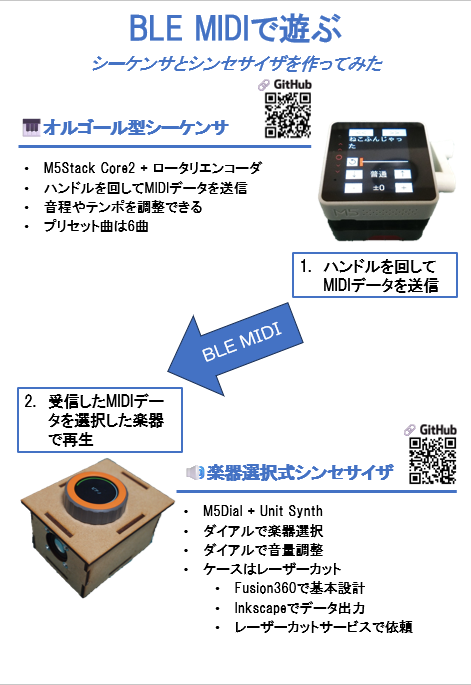 BLE MIDIで遊ぶ
シーケンサとシンセサイザを作ってみた
GitHub
オルゴール型シーケンサ
• M5Stack Core2 + ロータリエンコーダ
• ハンドルを回してMIDIデータを送信
• 音程やテンポを調整できる
• プリセット曲は6曲
ねこふんじゃっ
た
普通
±0
M5
1. ハンドルを回して
MIDIデータを送信
BLE MIDI
2. 受信したMIDIデー
タを選択した楽器
で再生
GitHub
楽器選択式シンセサイザ
• M5Dial + Unit Synth
• ダイアルで楽器選択
• ダイアルで音量調整
• ケースはレーザーカット
• Fusion360で基本設計
• Inkscapeでデータ出力
• レーザーカットサービスで依頼